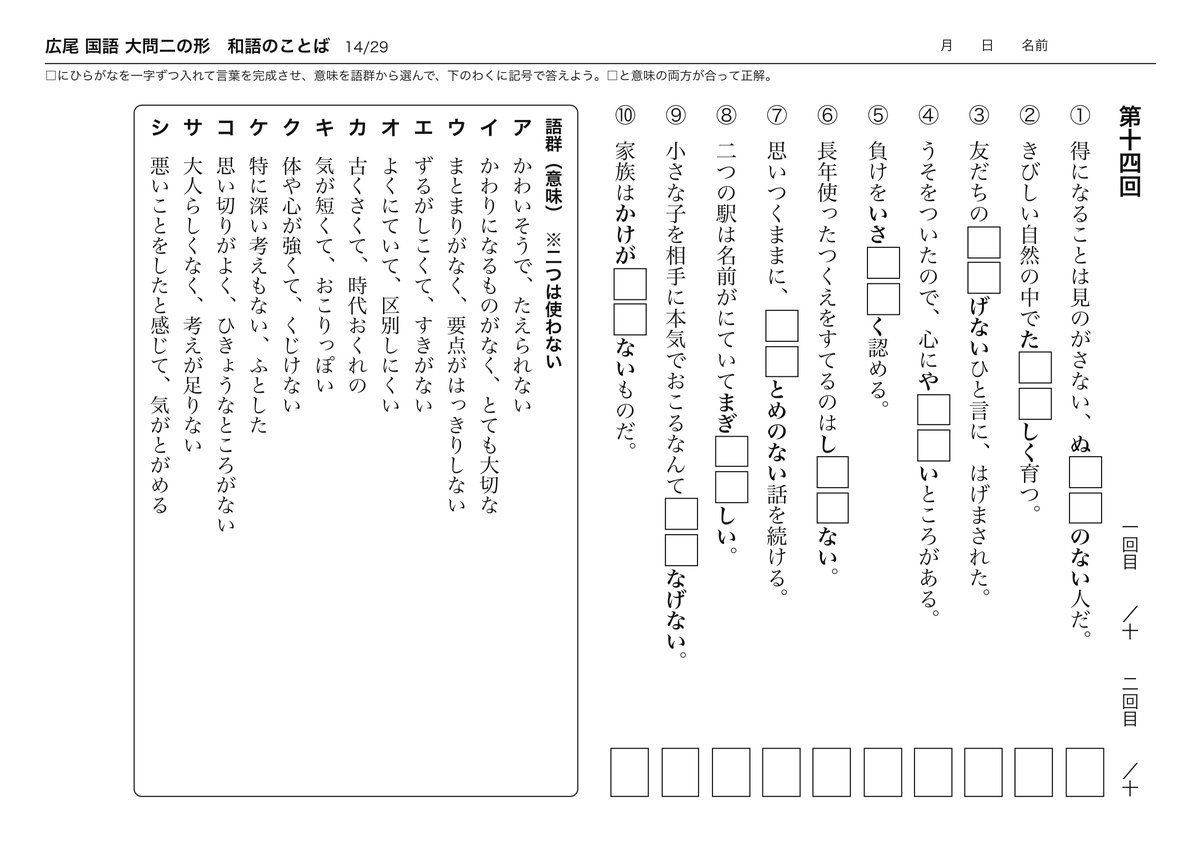 広尾 国語 大問二の形　和語のことば 14/29
月　日　名前
□にひらがなを一字ずつ入れて言葉を完成させ、意味を語群から選んで、下のわくに記号で答えよう。□と意味の両方が合って正解。
第十四回　一回目　／十　二回目　／十
① 得になることは見のがさない、ぬ□□のない人だ。
② きびしい自然の中でた□□しく育つ。
③ 友だちの□□げないひと言に、はげまされた。
④ うそをついたので、心にや□□いところがある。
⑤ 負けをいさ□□く認める。
⑥ 長年使ったつくえをすてるのはし□□ない。
⑦ 思いつくままに、□□とめのない話を続ける。
⑧ 二つの駅は名前がにていてまぎ□□しい。
⑨ 小さな子を相手に本気でおこるなんて□□なげない。
⑩ 家族はかけが□□ないものだ。
語群（意味）　※二つは使わない
ア　かわいそうで、たえられない
イ　かわりになるものがなく、とても大切な
ウ　まとまりがなく、要点がはっきりしない
エ　ずるがしこくて、すきがない
オ　よくにていて、区別しにくい
カ　古くさくて、時代おくれの
キ　気が短くて、おこりっぽい
ク　体や心が強くて、くじけない
ケ　特に深い考えもない、ふとした
コ　思い切りがよく、ひきょうなところがない
サ　大人らしくなく、考えが足りない
シ　悪いことをしたと感じて、気がとがめる